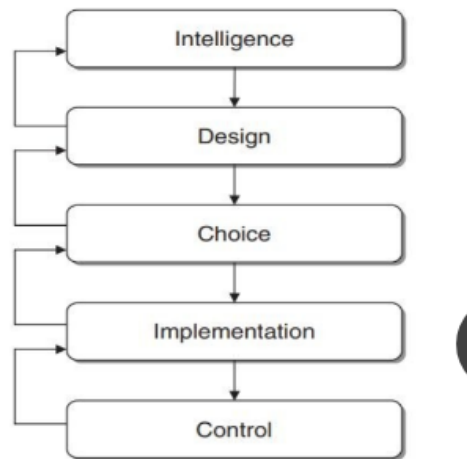 Intelligence
Design
Choice
Implementation
Control